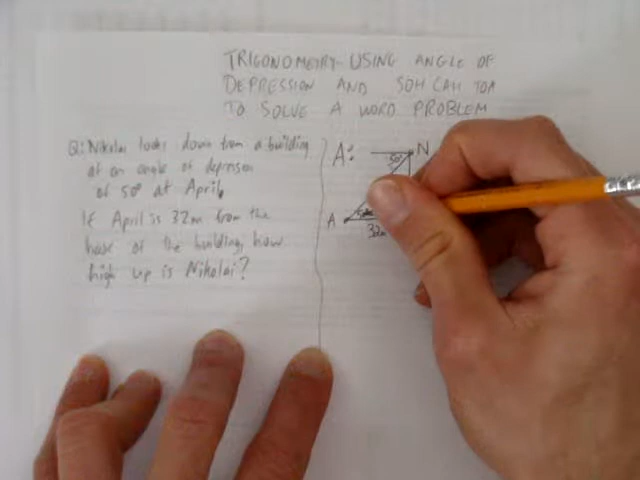 TRIGONOMETRY- USING ANGLE OF
DEPRESSION AND SOH CAH TOA
TO SOLVE A WORD PROBLEM
Q: Nikolai looks down from a building
at an angle of depression
of 50° at April.
If April is 32m from the
base of the building, how
high up is Nikolai?
A:
N
50°
A
32m